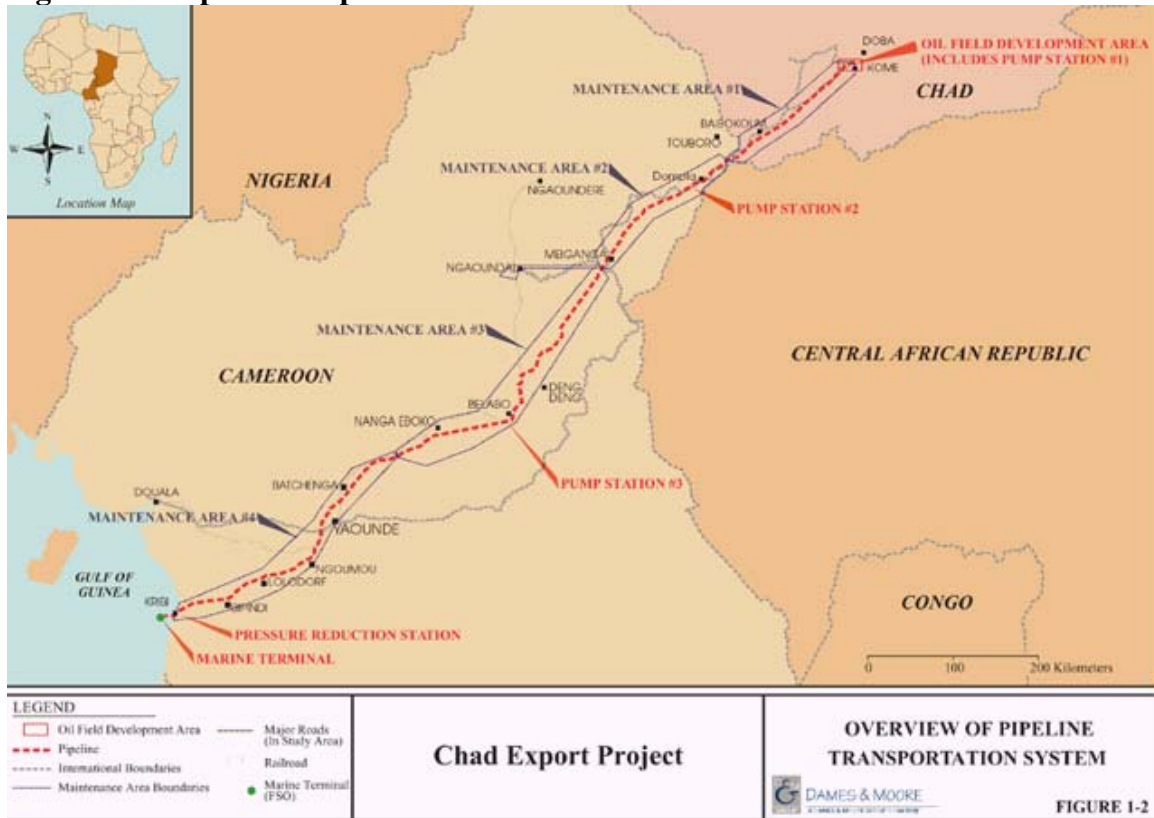 N
W
E
S
Location Map
NIGERIA
CHAD
CAMEROON
CENTRAL AFRICAN REPUBLIC
CONGO
GULF OF
GUINEA
DOBA
KOME
OIL FIELD DEVELOPMENT AREA
(INCLUDES PUMP STATION #1)
MAINTENANCE AREA #1
BAIBOKOUM
TOUBORO
MAINTENANCE AREA #2
Dompla
NGAOUNDERE
PUMP STATION #2
MEIGANGA
NGAOUNDAL
MAINTENANCE AREA #3
DENG
DENG
BELABO
NANGA EBOKO
PUMP STATION #3
BATCHENGA
DOUALA
MAINTENANCE AREA #4
YAOUNDE
NGOUMOU
LOLODORF
BIPINDI
KRIBI
PRESSURE REDUCTION STATION
MARINE TERMINAL
0 100 200 Kilometers
LEGEND
Oil Field Development Area
Pipeline
International Boundaries
Maintenance Area Boundaries
Major Roads
(In Study Area)
Railroad
Marine Terminal
(FSO)
Chad Export Project
OVERVIEW OF PIPELINE
TRANSPORTATION SYSTEM
DAMES & MOORE
FIGURE 1-2